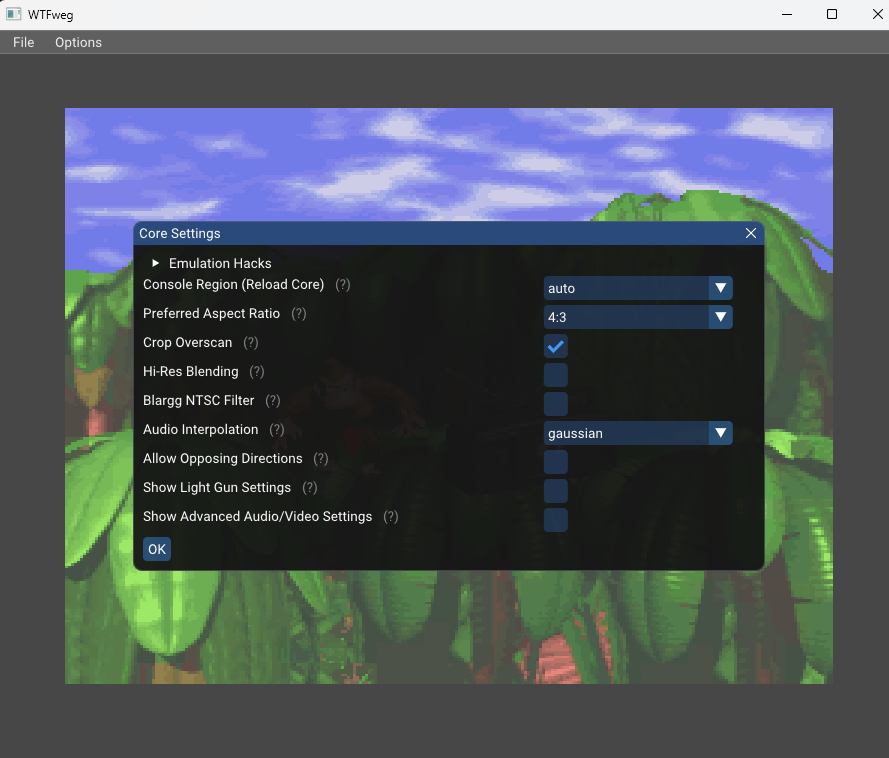 WTFweg
File Options
Core Settings
Emulation Hacks
Console Region (Reload Core) (?) auto
Preferred Aspect Ratio (?) 4:3
Crop Overscan (?)
Hi-Res Blending (?)
Blargg NTSC Filter (?)
Audio Interpolation (?) gaussian
Allow Opposing Directions (?)
Show Light Gun Settings (?)
Show Advanced Audio/Video Settings (?)
OK